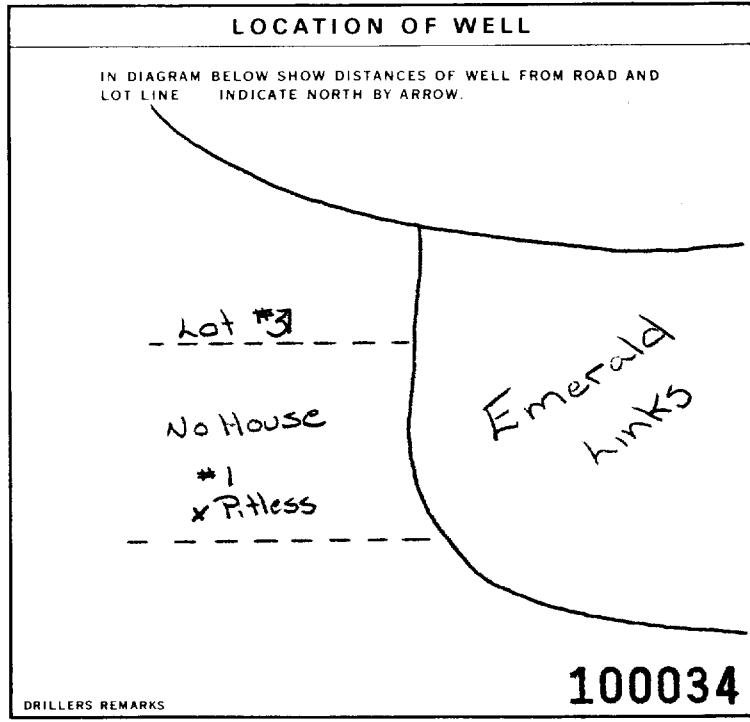 LOCATION OF WELL
IN DIAGRAM BELOW SHOW DISTANCES OF WELL FROM ROAD AND
LOT LINE INDICATE NORTH BY ARROW.
Lot
No House
#1
x Pitless
Emerald
Links
DRILLERS REMARKS
100034